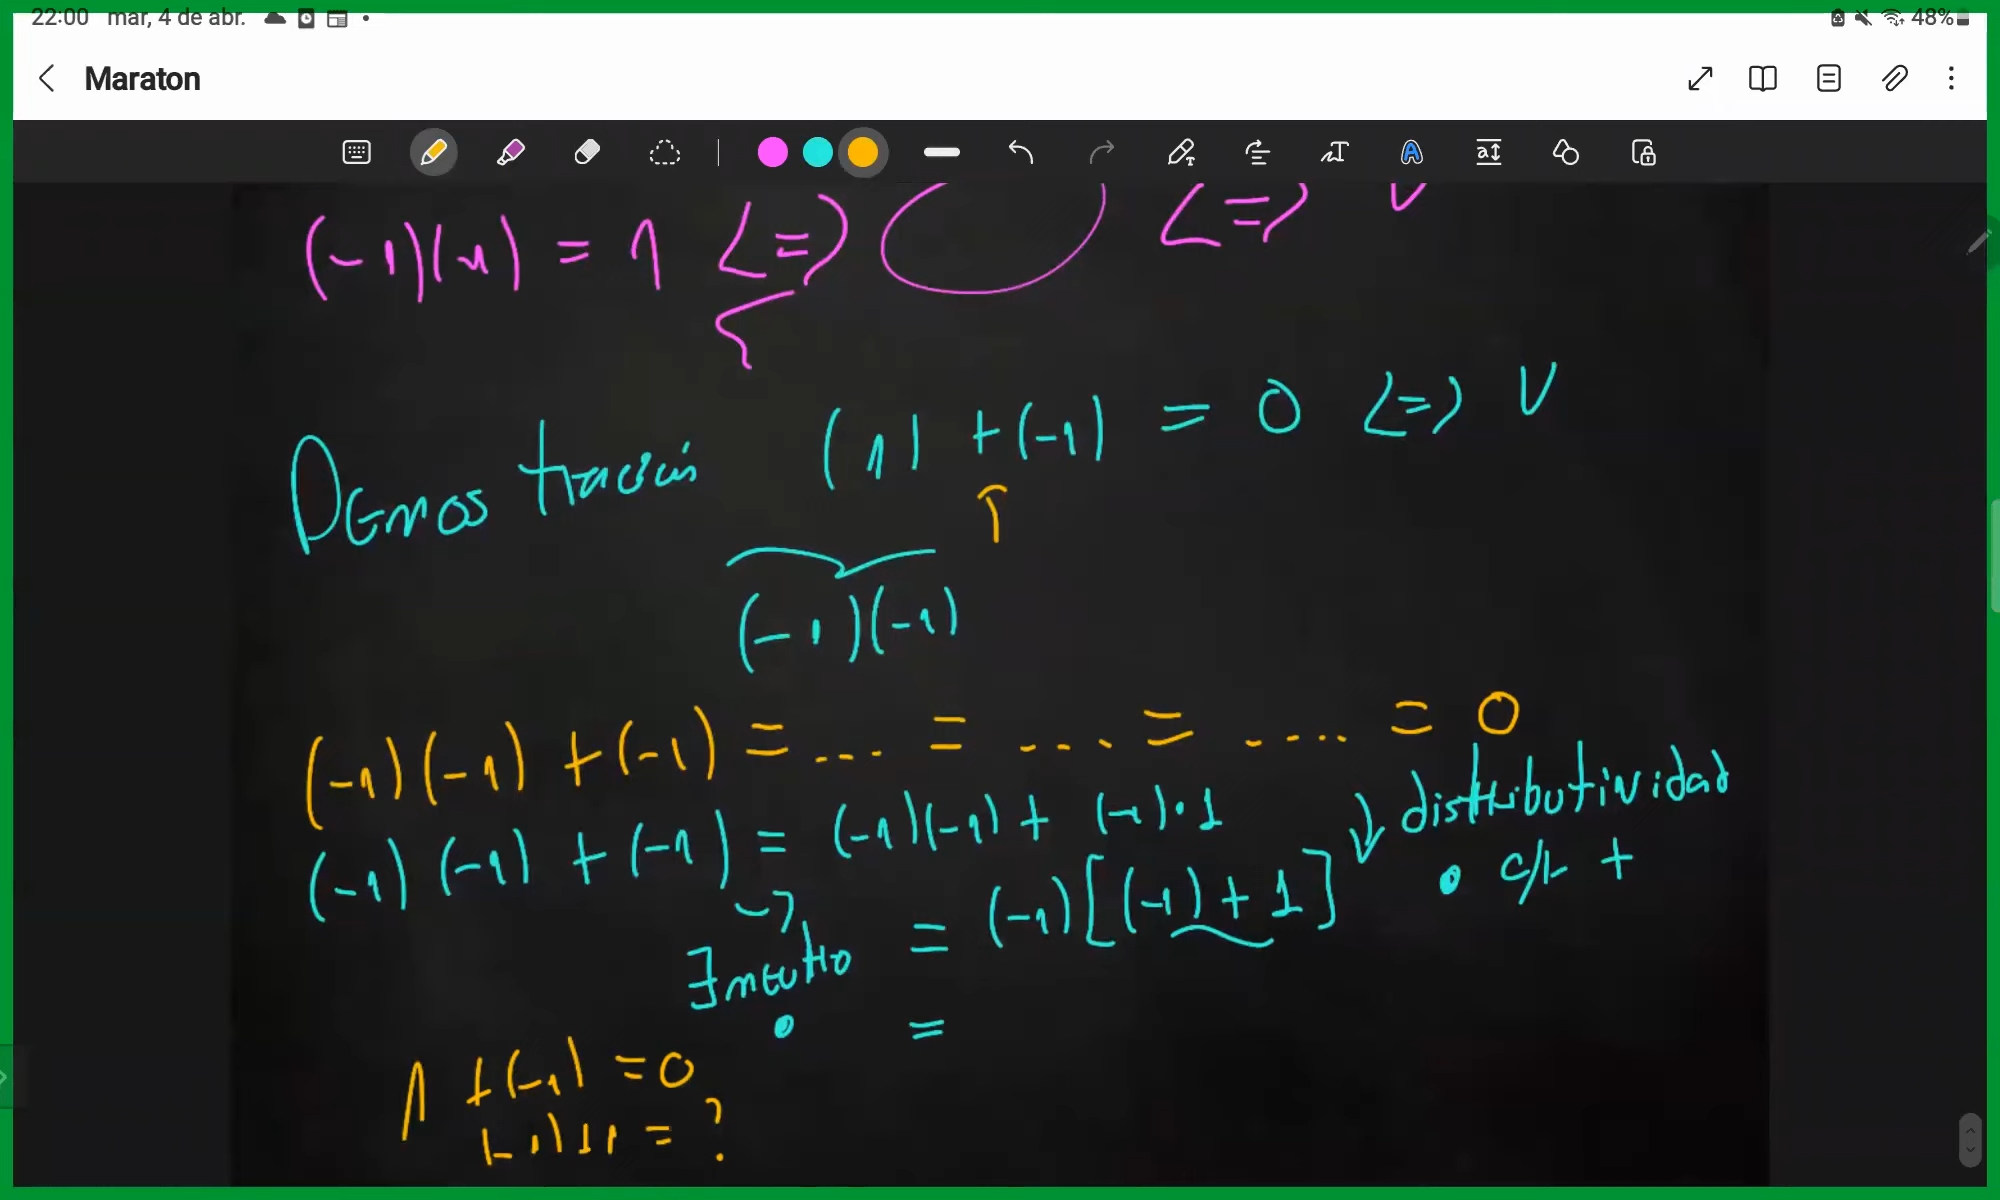 22:00 mar, 4 de abr. 48%
Maraton
(-1)(-1) = 1 <=> <=> V
Demostración (1) + (-1) = 0 <=> V
(-1)(-1)
(-1)(-1) + (-1) = ... = .... = .... = 0
(-1)(-1) + (-1) = (-1)(-1) + (-1)•1
↓ distributividad
= (-1)[(-1) + 1] • c/r +
∃ neutro
• =
1 + (-1) = 0
(-1) + 1 = ?